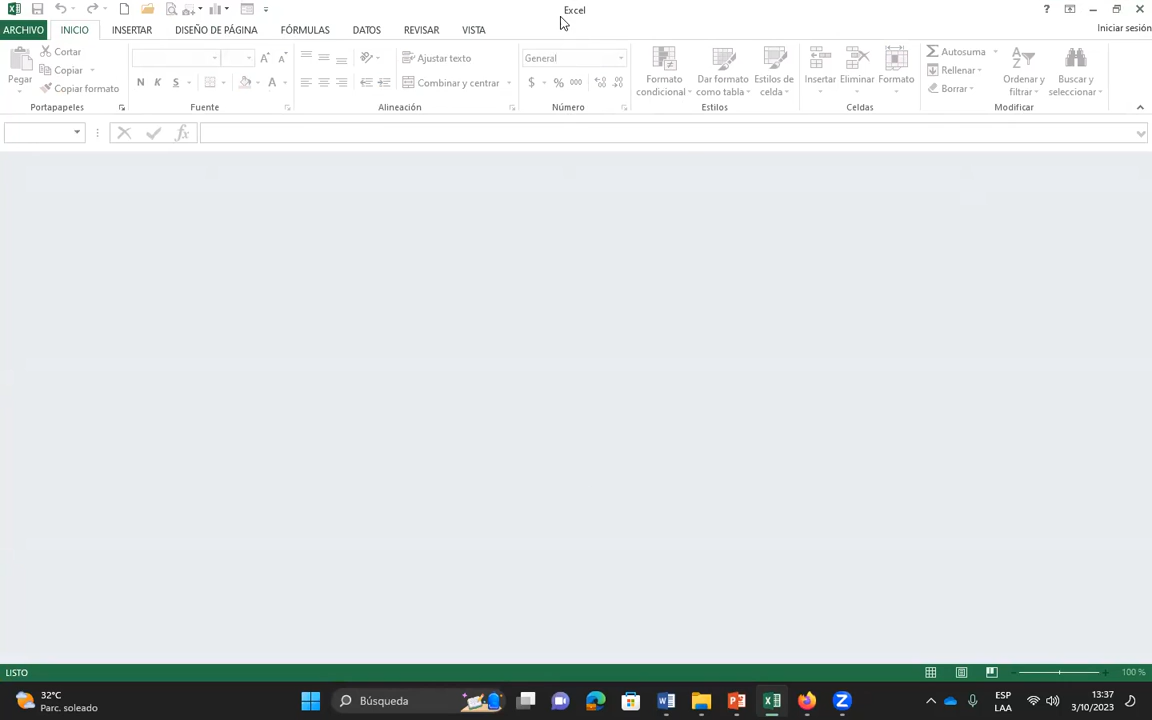 Excel
Iniciar sesión
ARCHIVO INICIO INSERTAR DISEÑO DE PÁGINA FÓRMULAS DATOS REVISAR VISTA
Pegar
Cortar
Copiar
Copiar formato
Portapapeles
N K S
A
Fuente
Ajustar texto
Combinar y centrar
Alineación
General
$ % 000
Número
Formato
condicional
Dar formato
como tabla
Estilos de
celda
Estilos
Insertar Eliminar Formato
Celdas
Autosuma
Rellenar
Borrar
Ordenar y
filtrar
Buscar y
seleccionar
Modificar
fx
LISTO
100 %
32°C
Parc. soleado
Búsqueda
ESP
LAA
13:37
3/10/2023